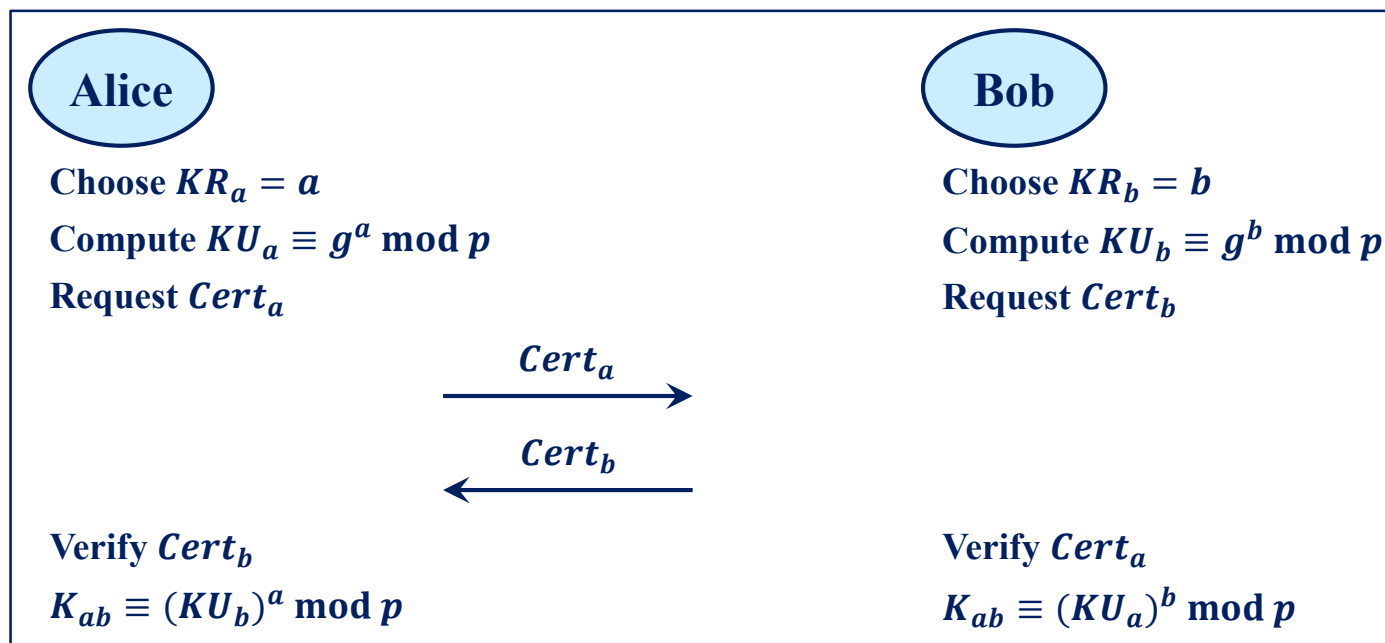 Alice
Choose KR_a = a
Compute KU_a ≡ g^a mod p
Request Cert_a
Bob
Choose KR_b = b
Compute KU_b ≡ g^b mod p
Request Cert_b
Cert_a
Cert_b
Verify Cert_b
K_ab ≡ (KU_b)^a mod p
Verify Cert_a
K_ab ≡ (KU_a)^b mod p